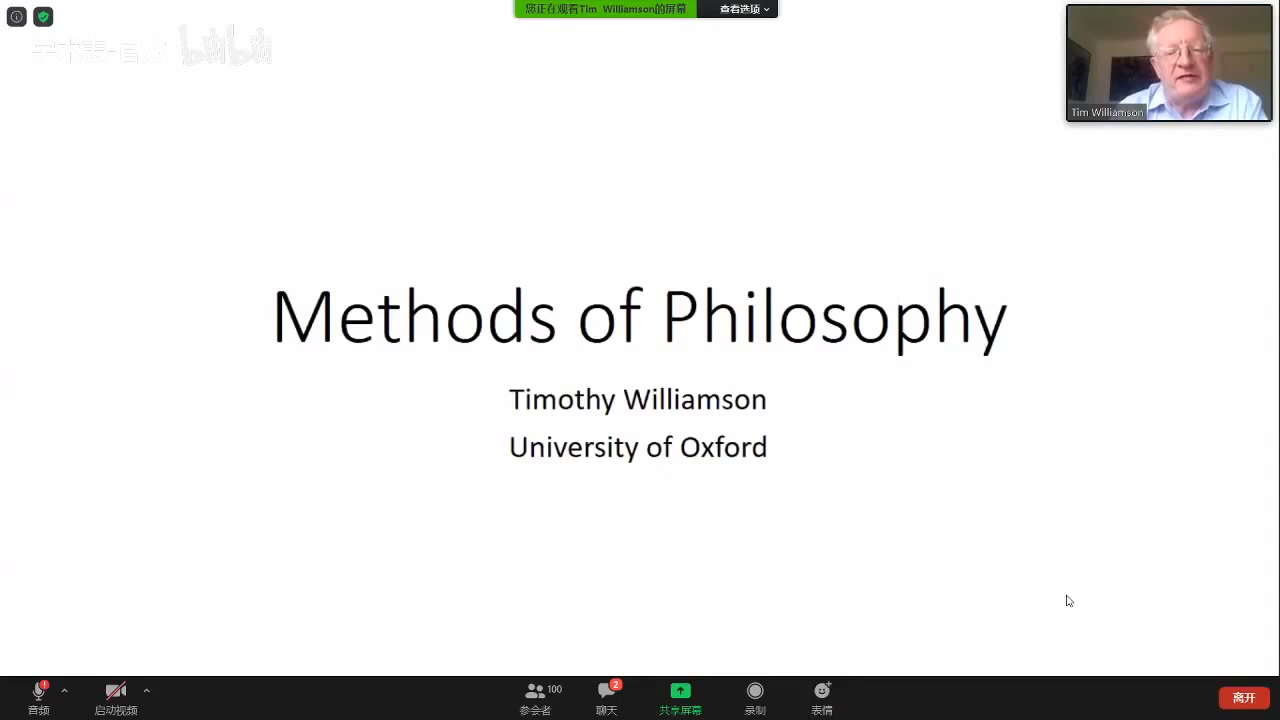 您正在观看Tim Williamson的屏幕 查看选项
bilibili
Tim Williamson
Methods of Philosophy
Timothy Williamson
University of Oxford
音频 启动视频 100 参会者 2 聊天 共享屏幕 录制 表情 离开